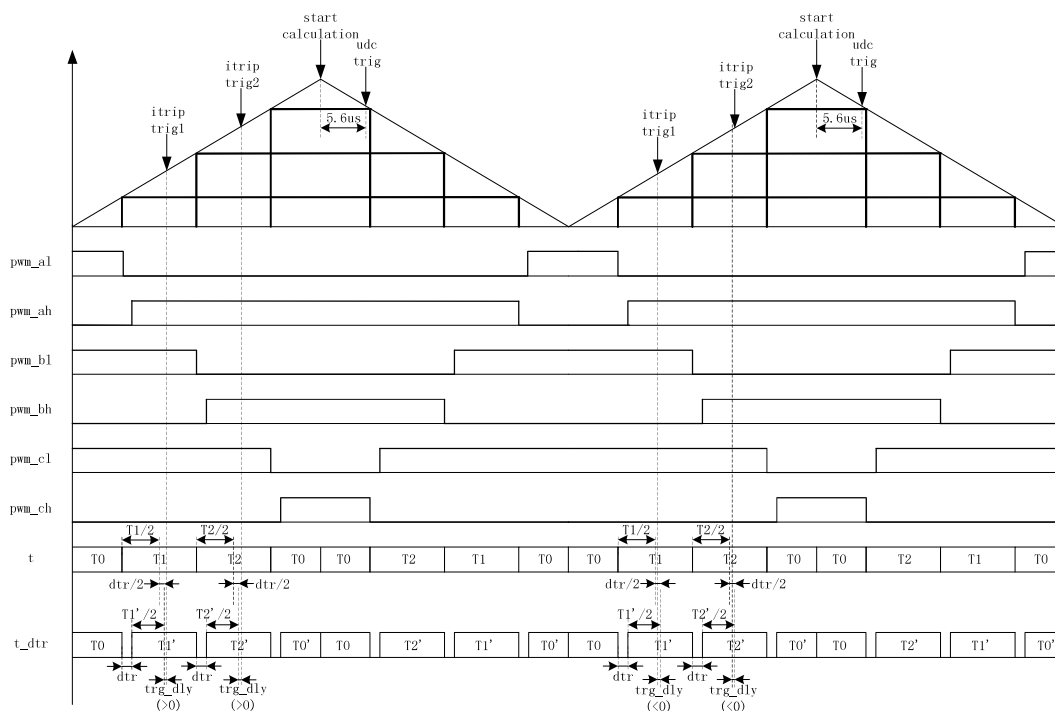 start
calculation
udc
trig
itrip
trig2
itrip
trig1
5.6us
start
calculation
udc
trig
itrip
trig2
itrip
trig1
5.6us
pwm_al
pwm_ah
pwm_bl
pwm_bh
pwm_cl
pwm_ch
T1/2 T2/2 T1/2 T2/2
t T0 T1 T2 T0 T0 T2 T1 T0 T0 T1 T2 T0 T0 T2 T1 T0
dtr/2 dtr/2 dtr/2 dtr/2
T1'/2 T2'/2 T1'/2 T2'/2
t_dtr T0 T1' T2' T0' T0 T2' T1' T0' T0 T1' T2' T0' T0 T2' T1' T0'
dtr dtr dtr dtr
trg_dly trg_dly trg_dly trg_dly
(>0) (>0) (<0) (<0)